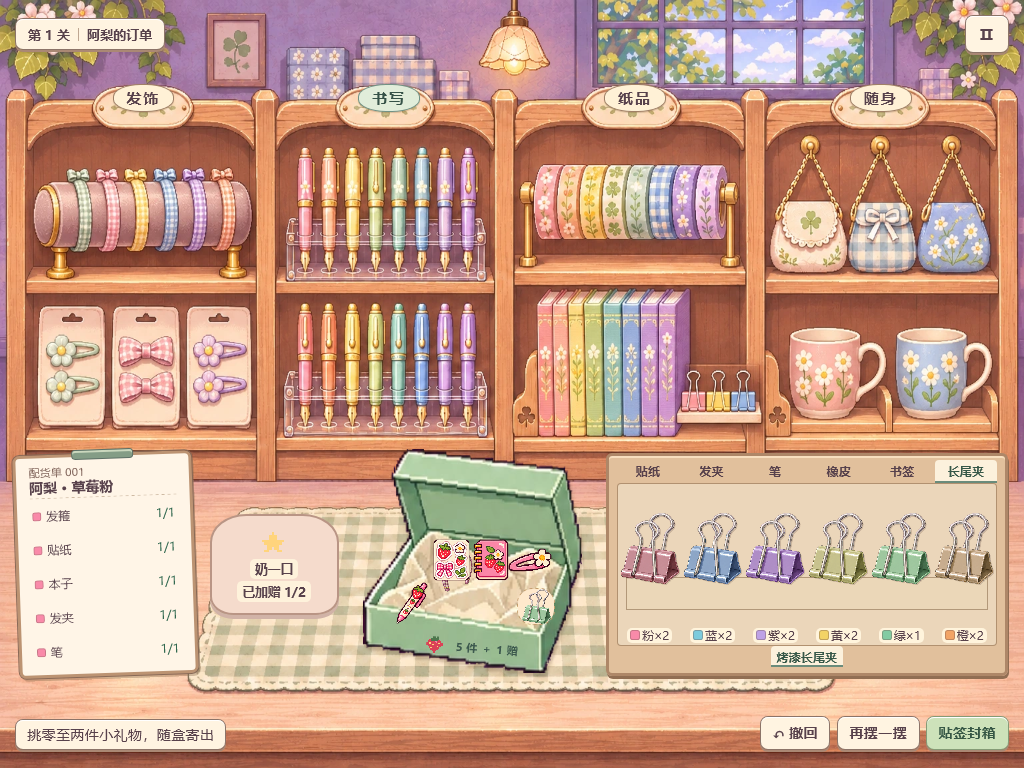 第 1 关 | 阿梨的订单
II
发饰
书写
纸品
随身
配货单 001
阿梨・草莓粉
发箍 1/1
贴纸 1/1
本子 1/1
发夹 1/1
笔 1/1
奶一口
已加赠 1/2
5 件 + 1 赠
贴纸 发夹 笔 橡皮 书签 长尾夹
粉×2 蓝×2 紫×2 黄×2 绿×1 橙×2
烤漆长尾夹
挑零至两件小礼物，随盒寄出
撤回
再摆一摆
贴签封箱